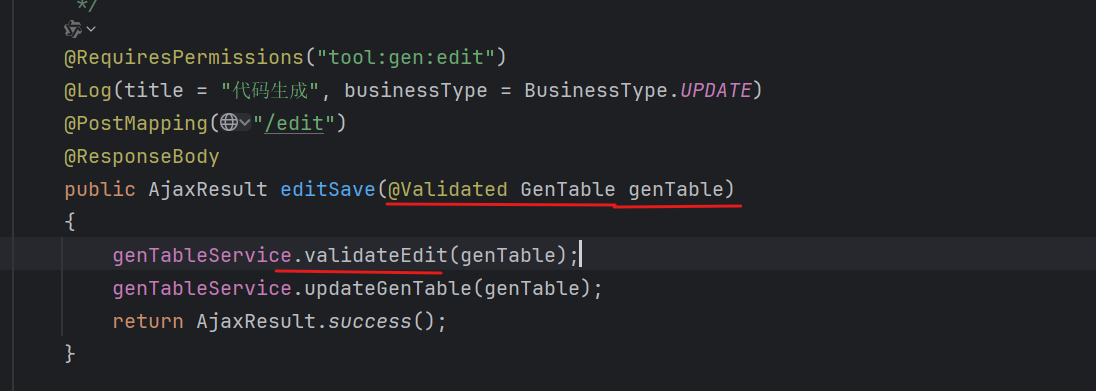 */
@RequiresPermissions("tool:gen:edit")
@Log(title = "代码生成", businessType = BusinessType.UPDATE)
@PostMapping("/edit")
@ResponseBody
public AjaxResult editSave(@Validated GenTable genTable)
{
genTableService.validateEdit(genTable);
genTableService.updateGenTable(genTable);
return AjaxResult.success();
}